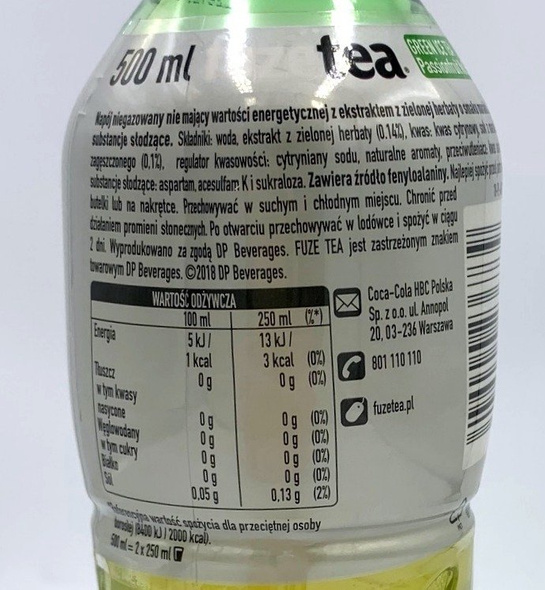 500 ml fuzetea GREEN ICE TEA
Passionfruit
Napój niegazowany nie mający wartości energetycznej z ekstraktem z zielonej herbaty o smaku
substancje słodzące. Składniki: woda, ekstrakt z zielonej herbaty (0.14%), kwas: kwas cytrynowy,
zagęszczonego (0,1%), regulator kwasowości: cytryniany sodu, naturalne aromaty, przeciwutleniacz:
substancje słodzące: aspartam, acesulfam K i sukraloza. Zawiera źródło fenyloalaniny. Najlepiej spożyć
butelki lub na nakrętce. Przechowywać w suchym i chłodnym miejscu. Chronić przed
działaniem promieni słonecznych. Po otwarciu przechowywać w lodówce i spożyć w ciągu
2 dni. Wyprodukowano za zgodą DP Beverages. FUZE TEA jest zastrzeżonym znakiem
towarowym DP Beverages. ©2018 DP Beverages.
WARTOŚĆ ODŻYWCZA
100 ml 250 ml (%*)
Energia 5 kJ / 13 kJ /
1 kcal 3 kcal (0%)
Tłuszcz 0 g 0 g (0%)
w tym kwasy
nasycone 0 g 0 g (0%)
Węglowodany 0 g 0 g (0%)
w tym cukry 0 g 0 g (0%)
Białko 0 g 0 g (0%)
Sól 0,05 g 0,13 g (2%)
*Referencyjna wartość spożycia dla przeciętnej osoby
dorosłej (8400 kJ / 2000 kcal).
500 ml = 2 x 250 ml
Coca-Cola HBC Polska
Sp. z o.o. ul. Annopol
20, 03-236 Warszawa
801 110 110
fuzetea.pl